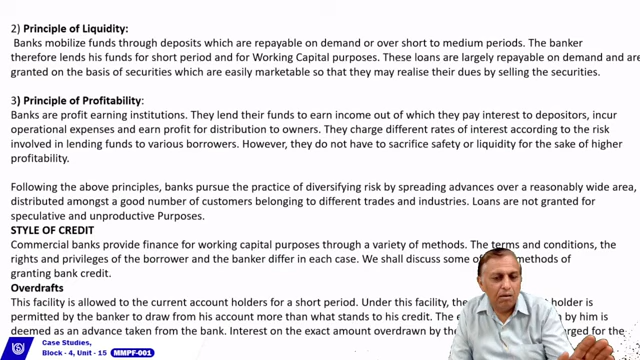 2) Principle of Liquidity:
Banks mobilize funds through deposits which are repayable on demand or over short to medium periods. The banker
therefore lends his funds for short period and for Working Capital purposes. These loans are largely repayable on demand and are
granted on the basis of securities which are easily marketable so that they may realise their dues by selling the securities.
3) Principle of Profitability:
Banks are profit earning institutions. They lend their funds to earn income out of which they pay interest to depositors, incur
operational expenses and earn profit for distribution to owners. They charge different rates of interest according to the risk
involved in lending funds to various borrowers. However, they do not have to sacrifice safety or liquidity for the sake of higher
profitability.
Following the above principles, banks pursue the practice of diversifying risk by spreading advances over a reasonably wide area,
distributed amongst a good number of customers belonging to different trades and industries. Loans are not granted for
speculative and unproductive Purposes.
STYLE OF CREDIT
Commercial banks provide finance for working capital purposes through a variety of methods. The terms and conditions, the
rights and privileges of the borrower and the banker differ in each case. We shall discuss some of methods of
granting bank credit.
Overdrafts
This facility is allowed to the current account holders for a short period. Under this facility, the holder is
permitted by the banker to draw from his account more than what stands to his credit. The by him is
deemed as an advance taken from the bank. Interest on the exact amount overdrawn by the for the
Case Studies,
Block - 4, Unit - 15 MMPF-001